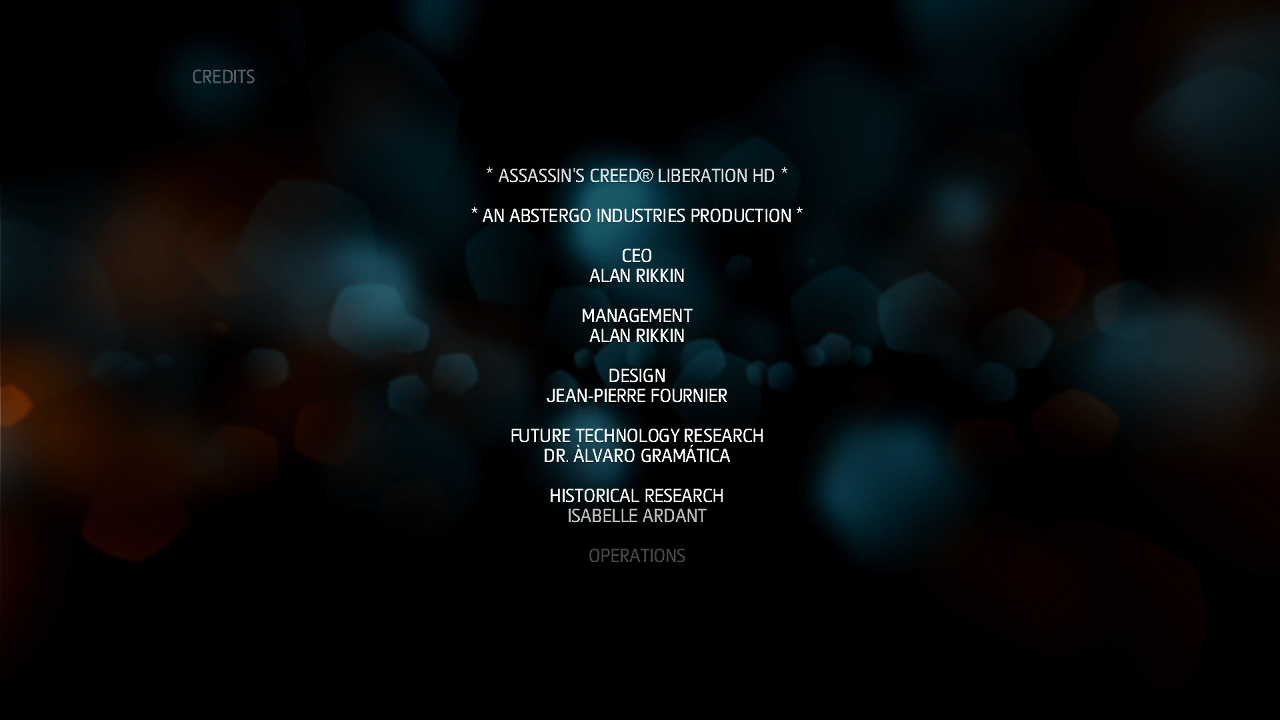 CREDITS
* ASSASSIN'S CREED® LIBERATION HD *
* AN ABSTERGO INDUSTRIES PRODUCTION *
CEO
ALAN RIKKIN
MANAGEMENT
ALAN RIKKIN
DESIGN
JEAN-PIERRE FOURNIER
FUTURE TECHNOLOGY RESEARCH
DR. ÀLVARO GRAMÁTICA
HISTORICAL RESEARCH
ISABELLE ARDANT
OPERATIONS